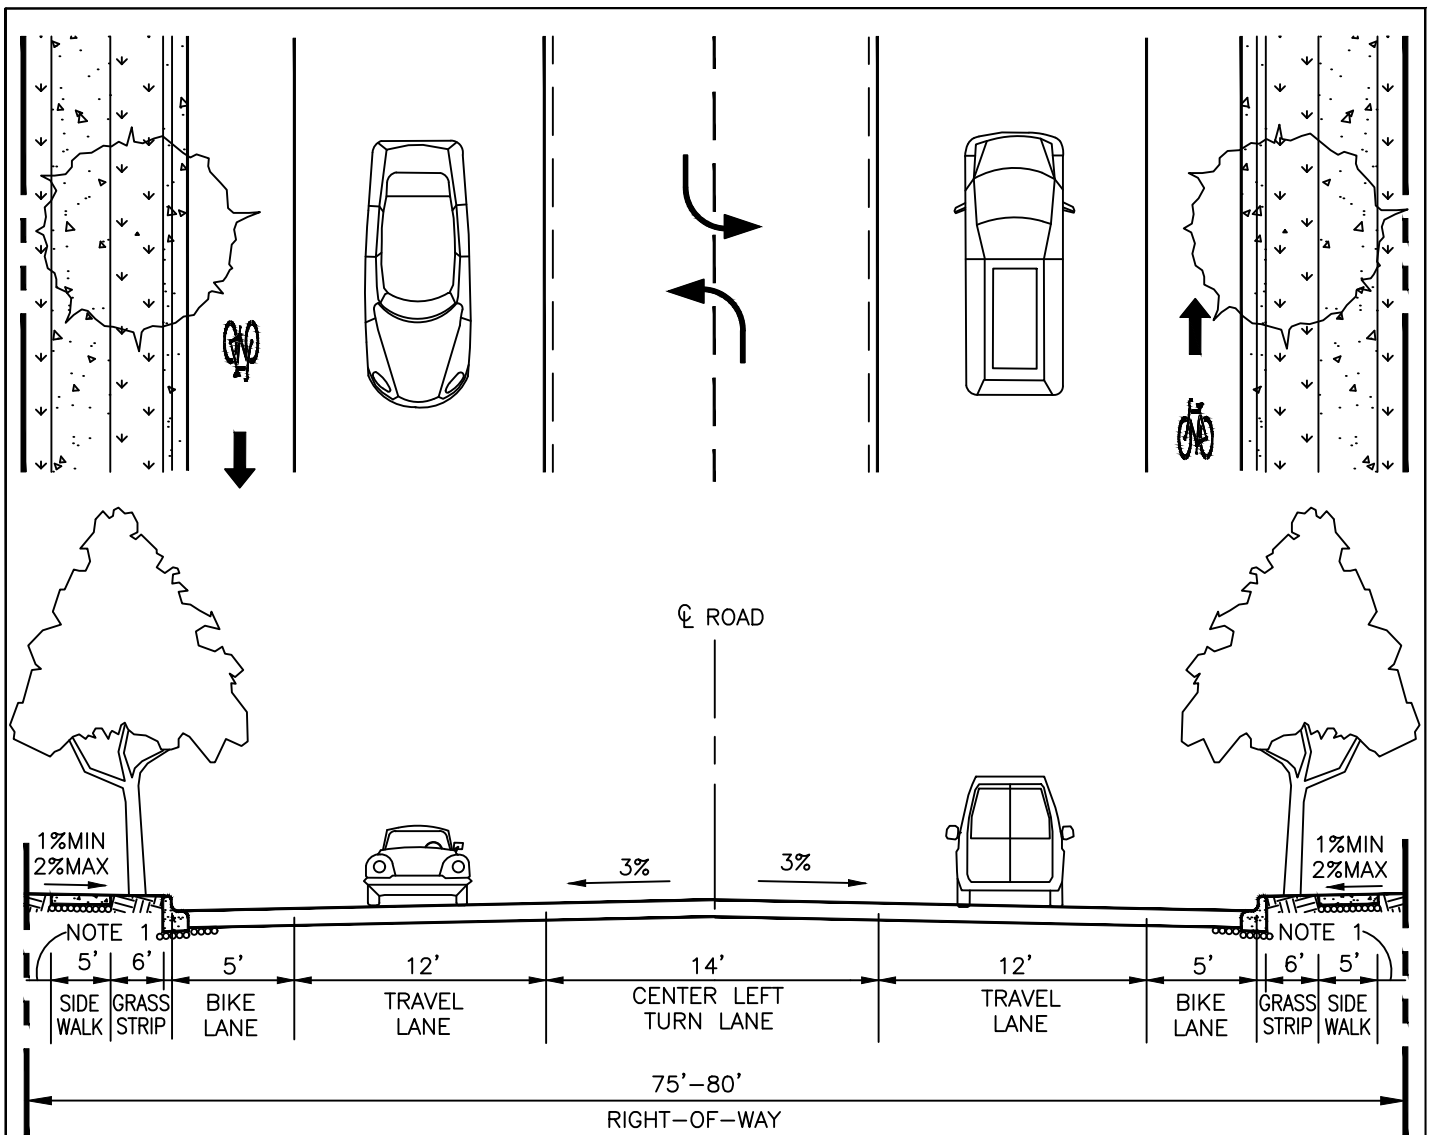 ℄ ROAD
1%MIN
2%MAX
3%
3%
1%MIN
2%MAX
NOTE 1
NOTE 1
5' 6' 5' 12' 14' 12' 5' 6' 5'
SIDE WALK
GRASS STRIP
BIKE LANE
TRAVEL LANE
CENTER LEFT
TURN LANE
TRAVEL LANE
BIKE LANE
GRASS STRIP
SIDE WALK
75'-80'
RIGHT-OF-WAY